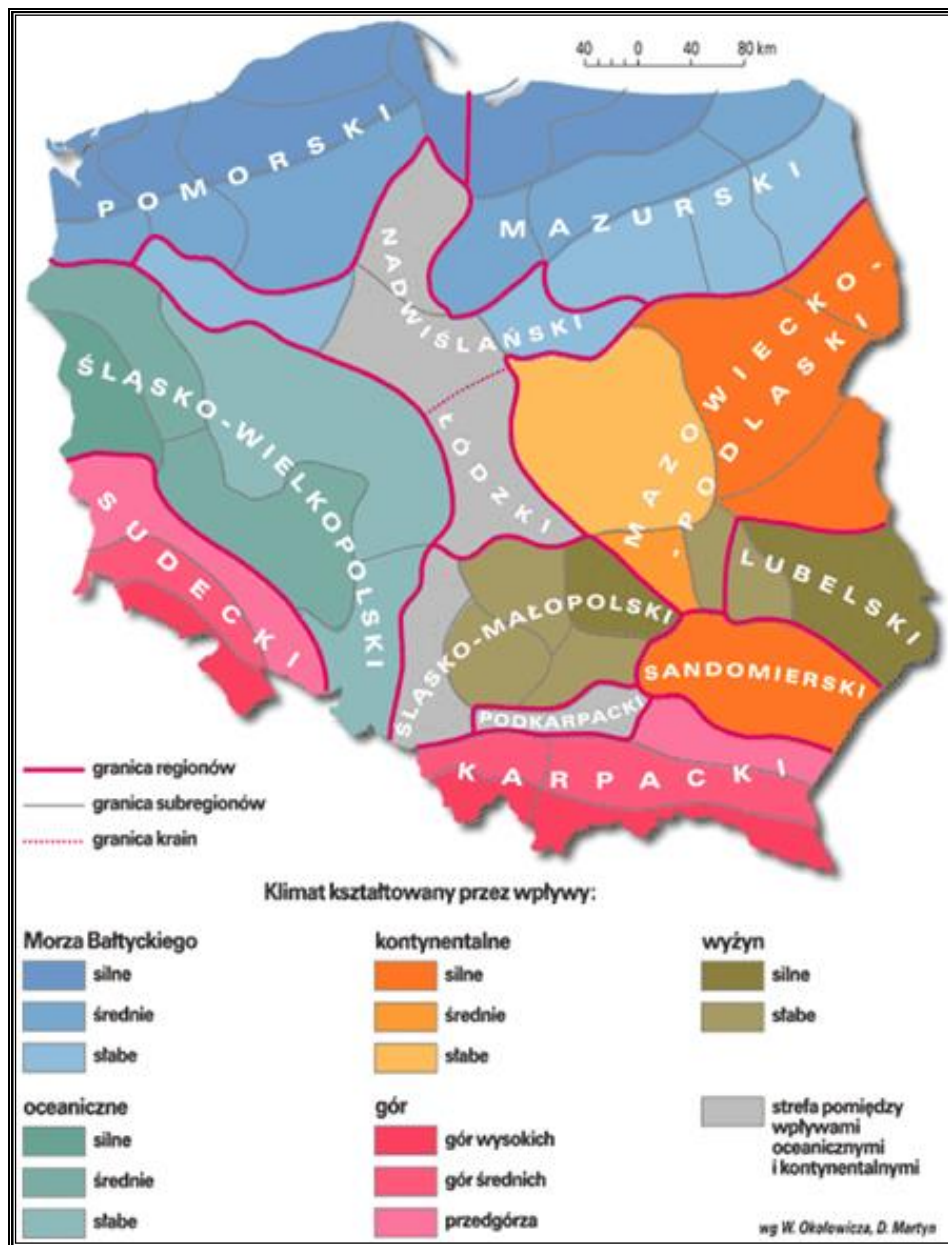 40 0 40 80 km
POMORSKI
MAZURSKI
NADWIŚLAŃSKI
MAZOWIECKO-
-PODLASKI
ŚLĄSKO-WIELKOPOLSKI
ŁÓDZKI
SUDECKI
LUBELSKI
ŚLĄSKO-MAŁOPOLSKI
SANDOMIERSKI
PODKARPACKI
KARPACKI
granica regionów
granica subregionów
granica krain
Klimat kształtowany przez wpływy:
Morza Bałtyckiego
silne
średnie
słabe
kontynentalne
silne
średnie
słabe
wyżyn
silne
słabe
oceaniczne
silne
średnie
słabe
gór
gór wysokich
gór średnich
przedgórza
strefa pomiędzy
wpływami
oceanicznymi
i kontynentalnymi
wg W. Okołowicza, D. Martyn